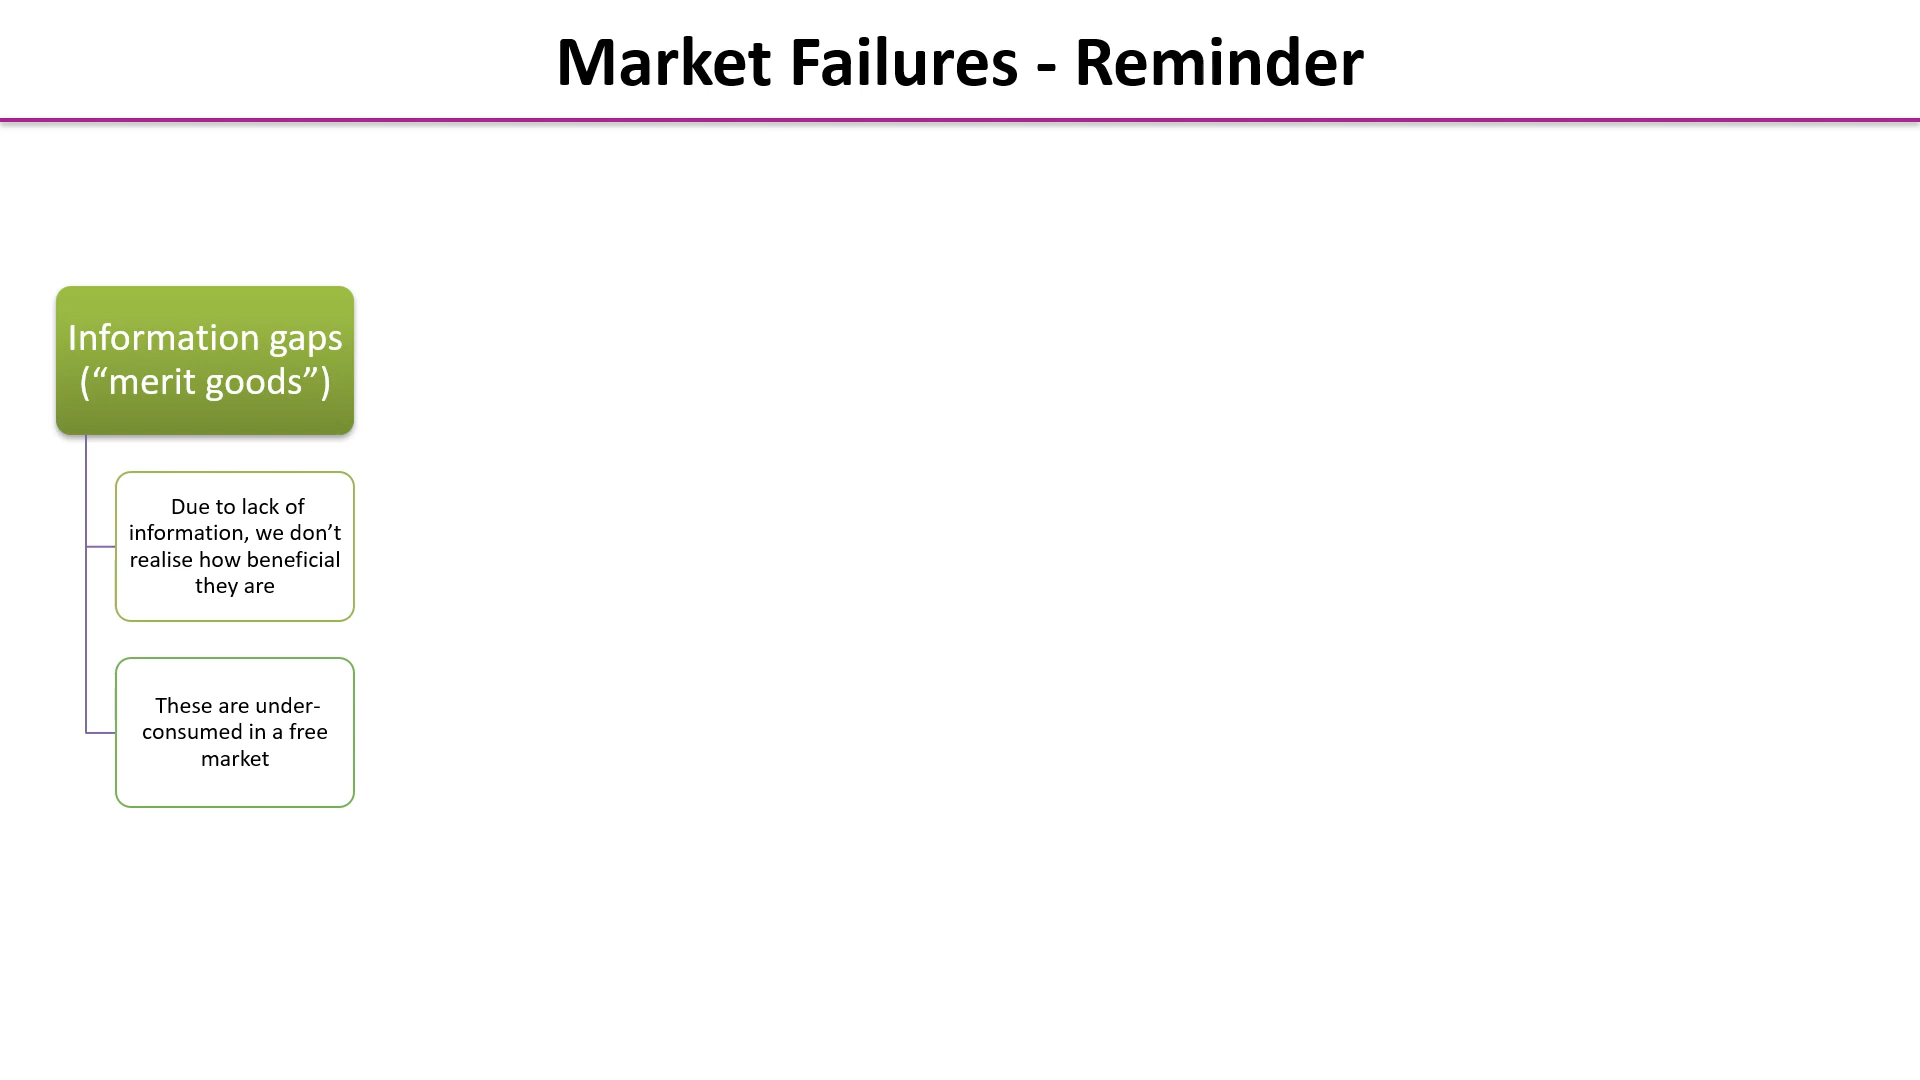 Market Failures - Reminder
Information gaps
(“merit goods”)
Due to lack of
information, we don’t
realise how beneficial
they are
These are under-
consumed in a free
market